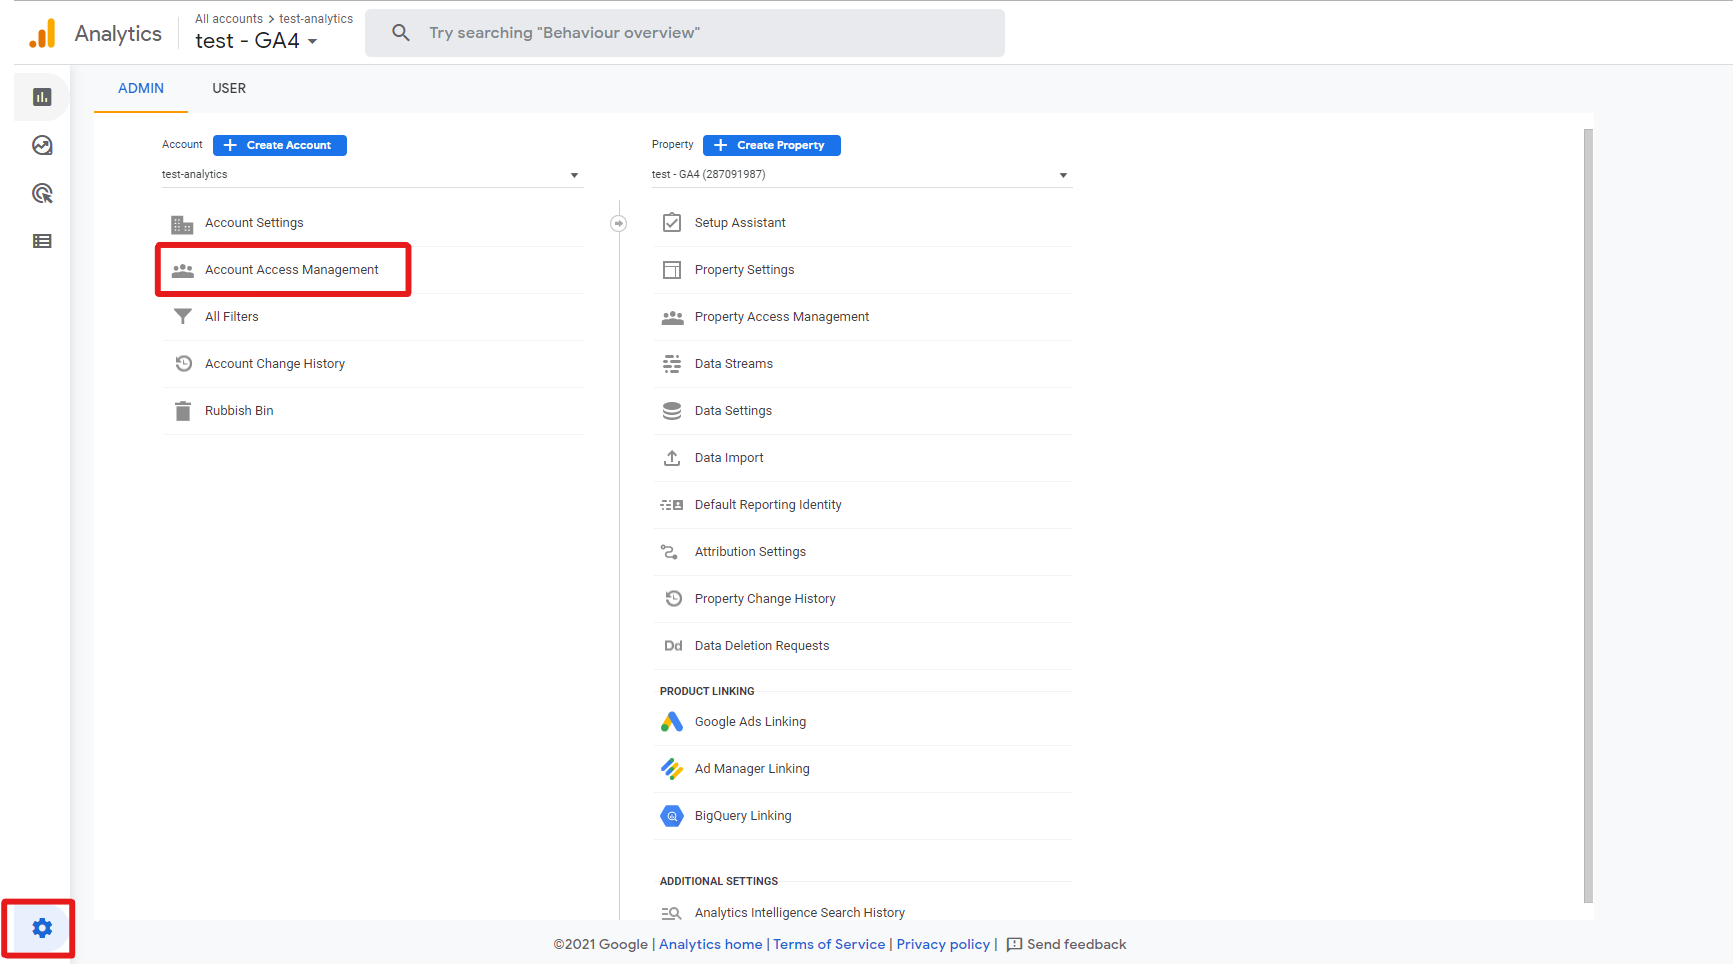 Analytics
All accounts > test-analytics
test - GA4
Try searching "Behaviour overview"
ADMIN
USER
Account
Create Account
test-analytics
Account Settings
Account Access Management
All Filters
Account Change History
Rubbish Bin
Property
Create Property
test - GA4 (287091987)
Setup Assistant
Property Settings
Property Access Management
Data Streams
Data Settings
Data Import
Default Reporting Identity
Attribution Settings
Property Change History
Dd Data Deletion Requests
PRODUCT LINKING
Google Ads Linking
Ad Manager Linking
BigQuery Linking
ADDITIONAL SETTINGS
Analytics Intelligence Search History
©2021 Google | Analytics home | Terms of Service | Privacy policy | Send feedback